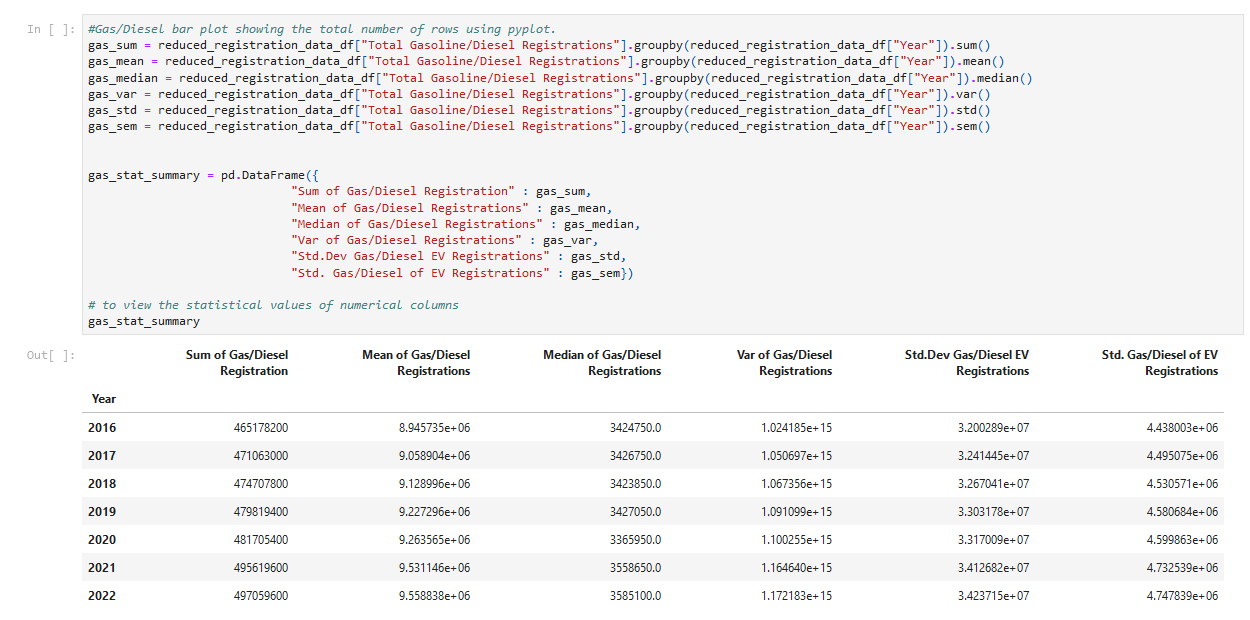 In [ ]: #Gas/Diesel bar plot showing the total number of rows using pyplot.
gas_sum = reduced_registration_data_df["Total Gasoline/Diesel Registrations"].groupby(reduced_registration_data_df["Year"]).sum()
gas_mean = reduced_registration_data_df["Total Gasoline/Diesel Registrations"].groupby(reduced_registration_data_df["Year"]).mean()
gas_median = reduced_registration_data_df["Total Gasoline/Diesel Registrations"].groupby(reduced_registration_data_df["Year"]).median()
gas_var = reduced_registration_data_df["Total Gasoline/Diesel Registrations"].groupby(reduced_registration_data_df["Year"]).var()
gas_std = reduced_registration_data_df["Total Gasoline/Diesel Registrations"].groupby(reduced_registration_data_df["Year"]).std()
gas_sem = reduced_registration_data_df["Total Gasoline/Diesel Registrations"].groupby(reduced_registration_data_df["Year"]).sem()
gas_stat_summary = pd.DataFrame({
"Sum of Gas/Diesel Registration" : gas_sum,
"Mean of Gas/Diesel Registrations" : gas_mean,
"Median of Gas/Diesel Registrations" : gas_median,
"Var of Gas/Diesel Registrations" : gas_var,
"Std.Dev Gas/Diesel EV Registrations" : gas_std,
"Std. Gas/Diesel of EV Registrations" : gas_sem})
# to view the statistical values of numerical columns
gas_stat_summary
Out[ ]: Sum of Gas/Diesel Mean of Gas/Diesel Median of Gas/Diesel Var of Gas/Diesel Std.Dev Gas/Diesel EV Std. Gas/Diesel of EV
Registration Registrations Registrations Registrations Registrations Registrations
Year
2016 465178200 8.945735e+06 3424750.0 1.024185e+15 3.200289e+07 4.438003e+06
2017 471063000 9.058904e+06 3426750.0 1.050697e+15 3.241445e+07 4.495075e+06
2018 474707800 9.128996e+06 3423850.0 1.067356e+15 3.267041e+07 4.530571e+06
2019 479819400 9.227296e+06 3427050.0 1.091099e+15 3.303178e+07 4.580684e+06
2020 481705400 9.263565e+06 3365950.0 1.100255e+15 3.317009e+07 4.599863e+06
2021 495619600 9.531146e+06 3558650.0 1.164640e+15 3.412682e+07 4.732539e+06
2022 497059600 9.558838e+06 3585100.0 1.172183e+15 3.423715e+07 4.747839e+06